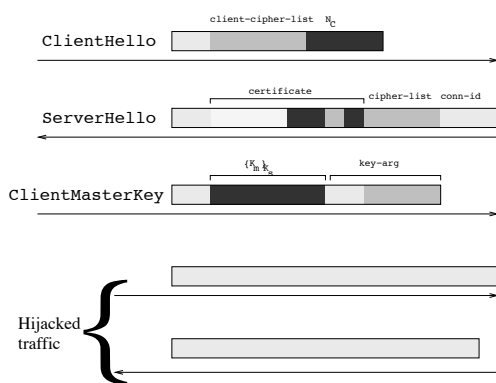 client-cipher-list N_C
ClientHello
certificate cipher-list conn-id
ServerHello
{K_m}K_s key-arg
ClientMasterKey
Hijacked
traffic